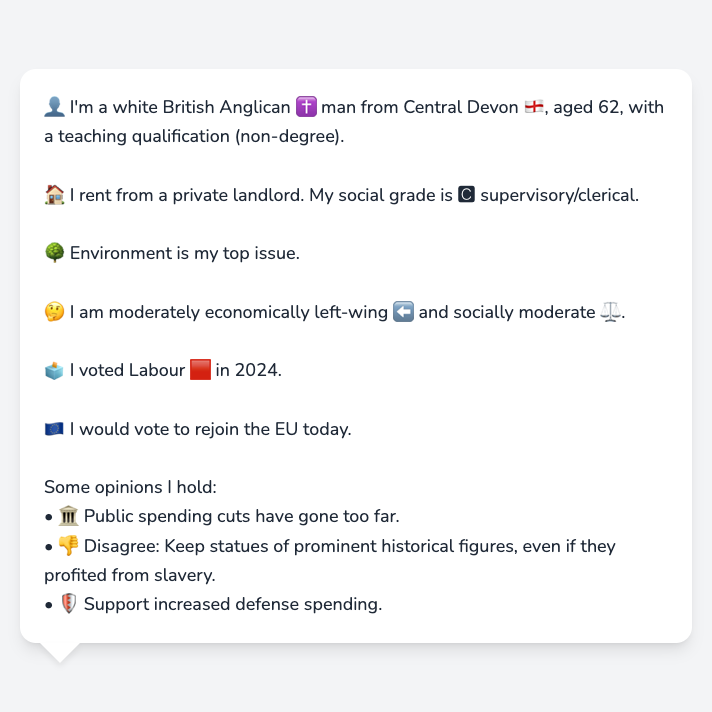 👤 I'm a white British Anglican ✝️ man from Central Devon 🏴󠁧󠁢󠁥󠁮󠁧󠁿, aged 62, with
a teaching qualification (non-degree).
🏠 I rent from a private landlord. My social grade is 🅲 supervisory/clerical.
🌳 Environment is my top issue.
🤔 I am moderately economically left-wing ⬅️ and socially moderate ⚖️.
🗳️ I voted Labour 🟥 in 2024.
🇪🇺 I would vote to rejoin the EU today.
Some opinions I hold:
• 🏛️ Public spending cuts have gone too far.
• 👎 Disagree: Keep statues of prominent historical figures, even if they
profited from slavery.
• 🛡️ Support increased defense spending.